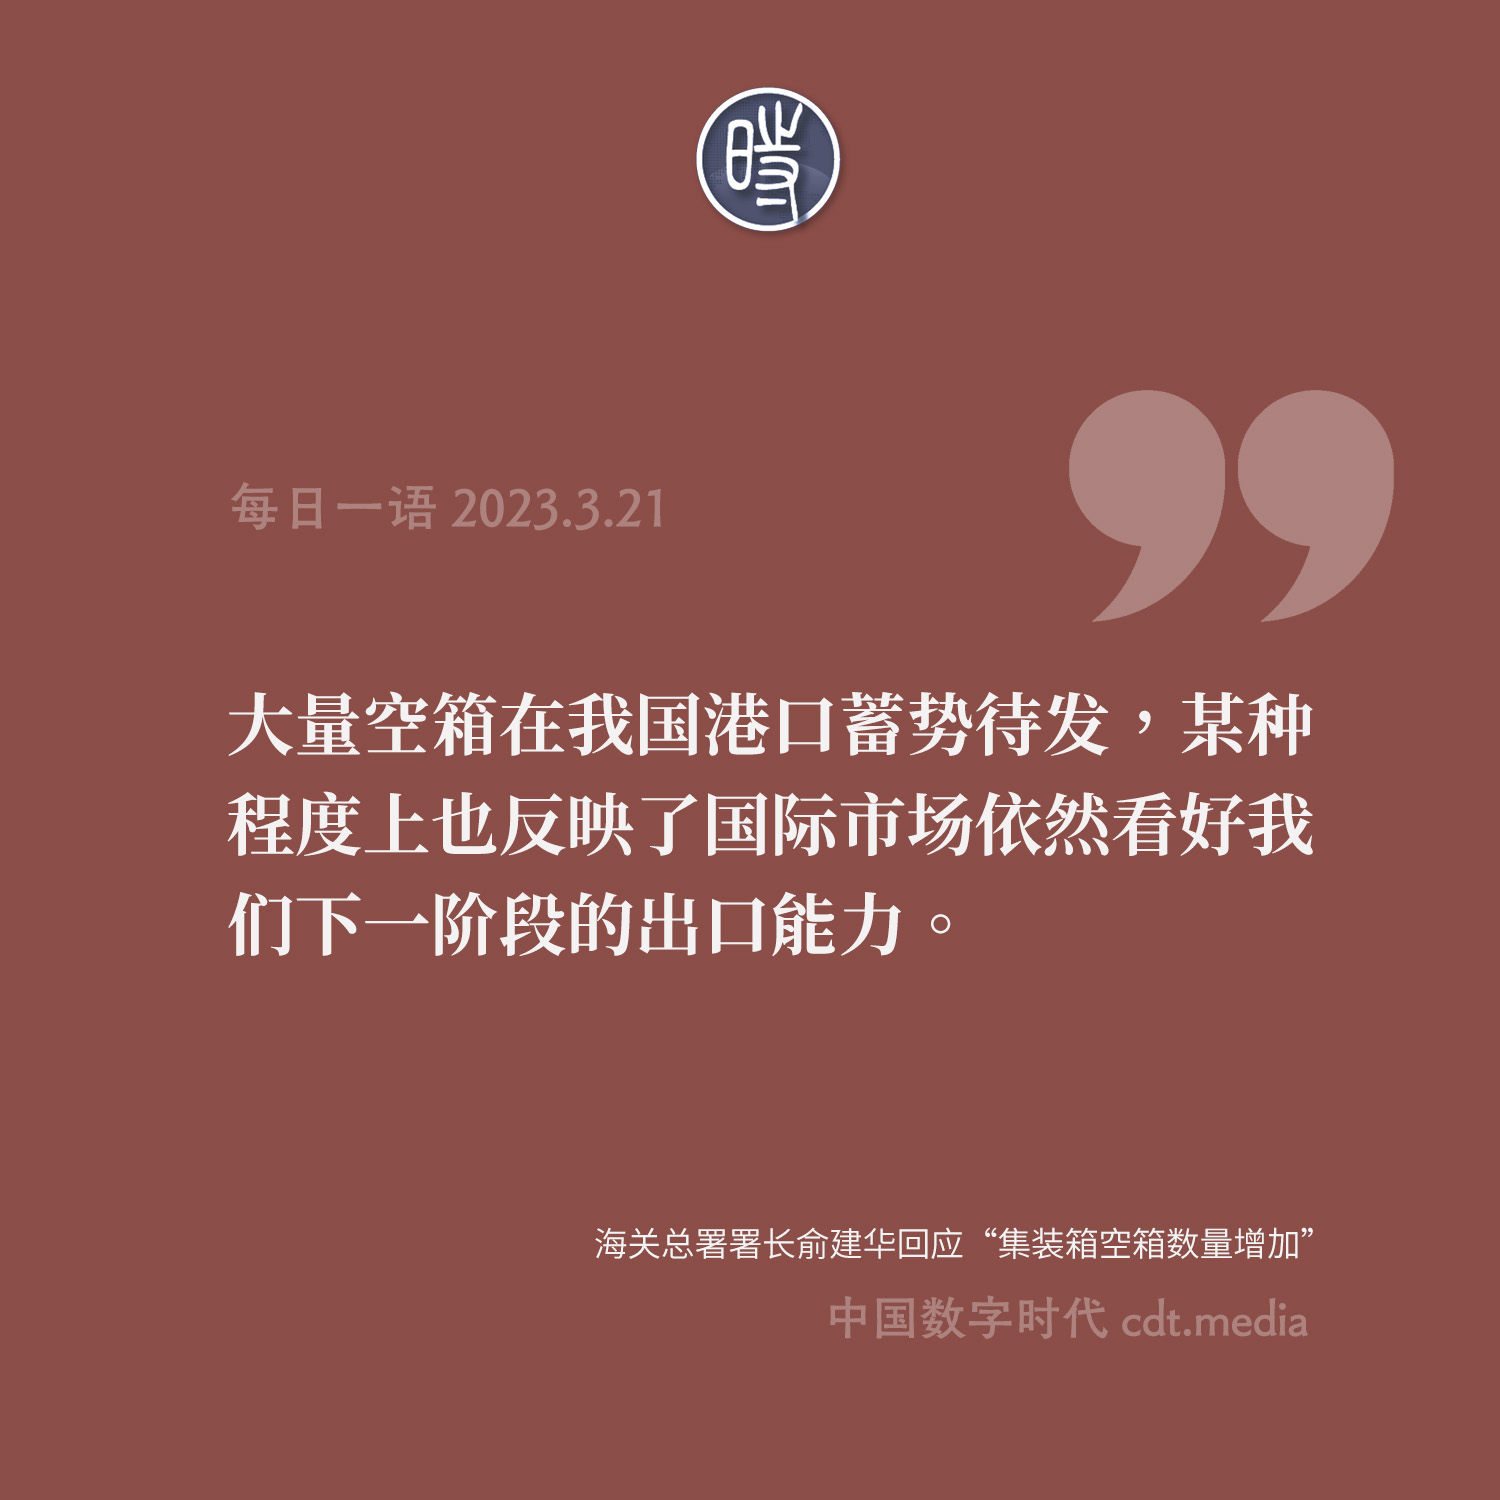 時
每日一语 2023.3.21
大量空箱在我国港口蓄势待发，某种
程度上也反映了国际市场依然看好我
们下一阶段的出口能力。
海关总署署长俞建华回应“集装箱空箱数量增加”
中国数字时代 cdt.media